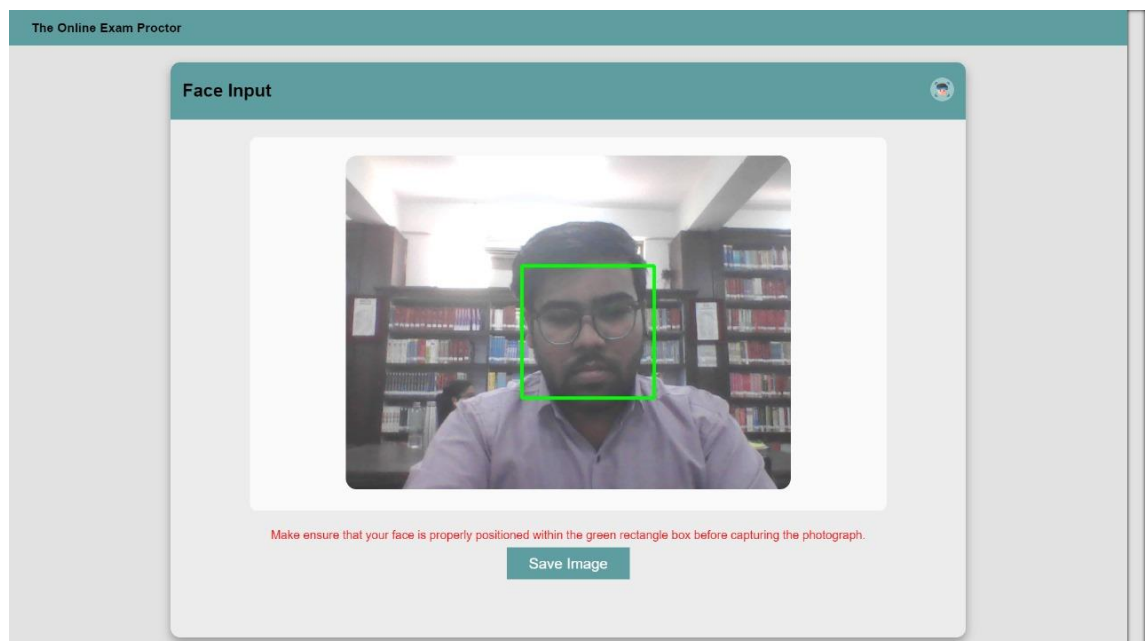 The Online Exam Proctor
Face Input
Make ensure that your face is properly positioned within the green rectangle box before capturing the photograph.
Save Image